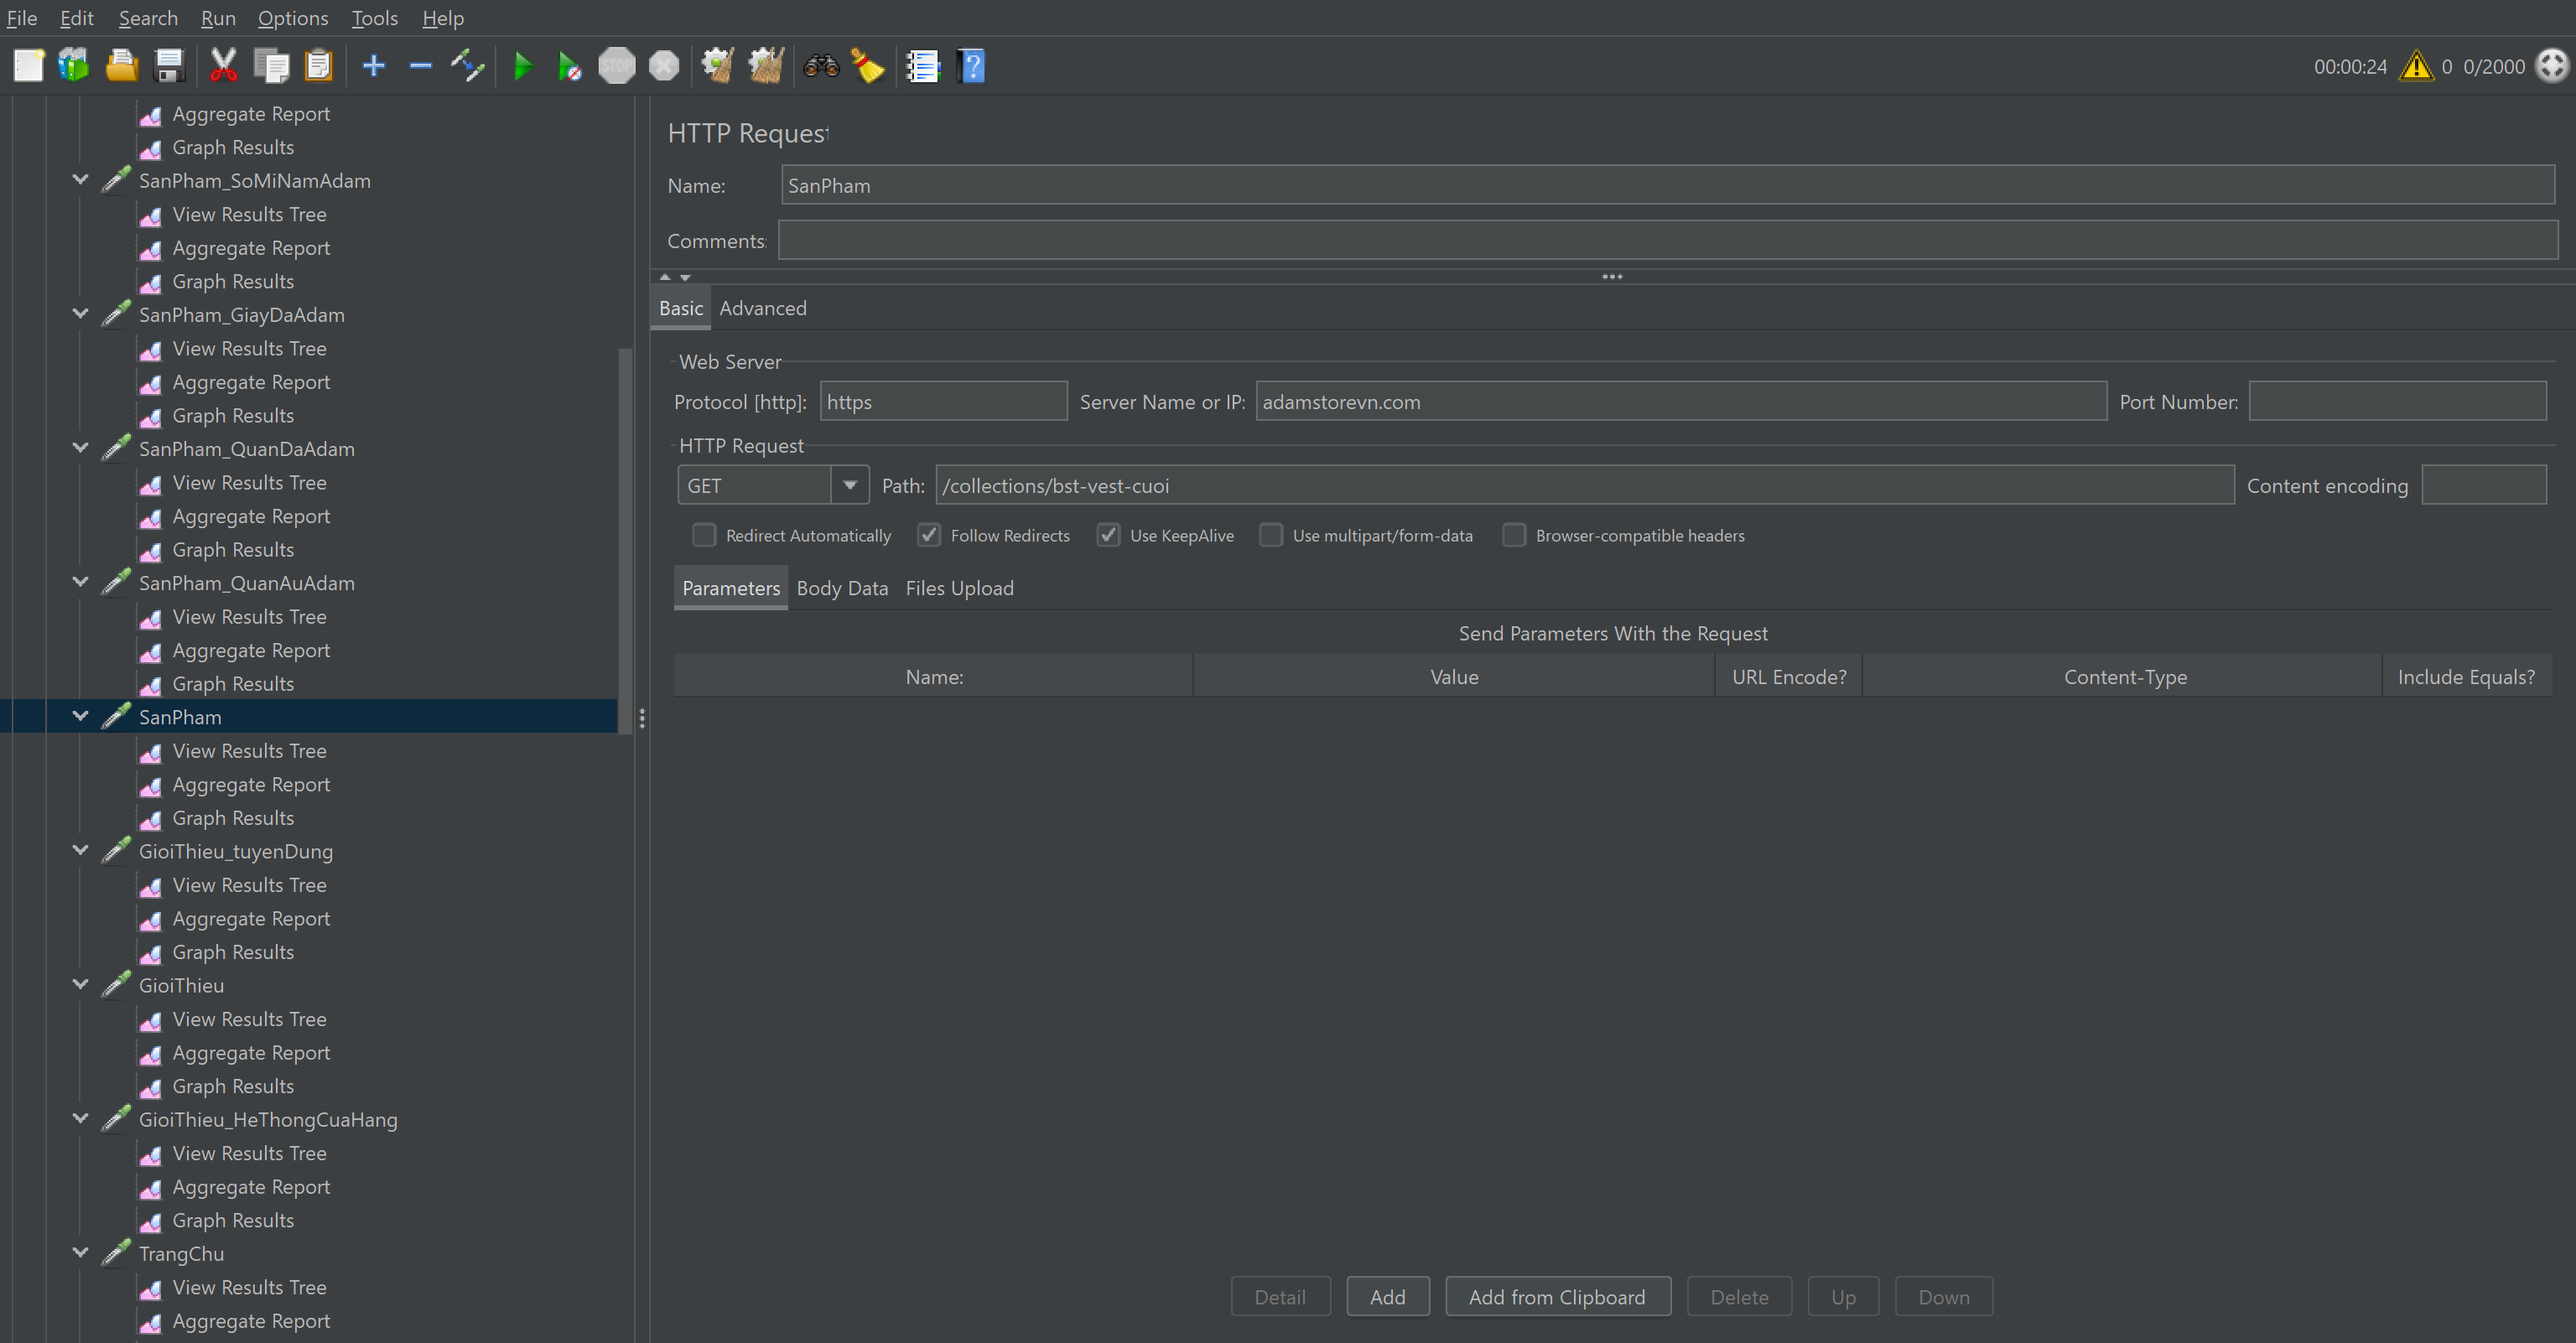 File Edit Search Run Options Tools Help
STOP
00:00:24 0 0/2000
Aggregate Report
Graph Results
SanPham_SoMiNamAdam
View Results Tree
Aggregate Report
Graph Results
SanPham_GiayDaAdam
View Results Tree
Aggregate Report
Graph Results
SanPham_QuanDaAdam
View Results Tree
Aggregate Report
Graph Results
SanPham_QuanAuAdam
View Results Tree
Aggregate Report
Graph Results
SanPham
View Results Tree
Aggregate Report
Graph Results
GioiThieu_tuyenDung
View Results Tree
Aggregate Report
Graph Results
GioiThieu
View Results Tree
Aggregate Report
Graph Results
GioiThieu_HeThongCuaHang
View Results Tree
Aggregate Report
Graph Results
TrangChu
View Results Tree
Aggregate Report
HTTP Request
Name: SanPham
Comments:
Basic Advanced
Web Server
Protocol [http]: https Server Name or IP: adamstorevn.com Port Number:
HTTP Request
GET Path: /collections/bst-vest-cuoi Content encoding
Redirect Automatically Follow Redirects Use KeepAlive Use multipart/form-data Browser-compatible headers
Parameters Body Data Files Upload
Send Parameters With the Request
Name: Value URL Encode? Content-Type Include Equals?
Detail Add Add from Clipboard Delete Up Down